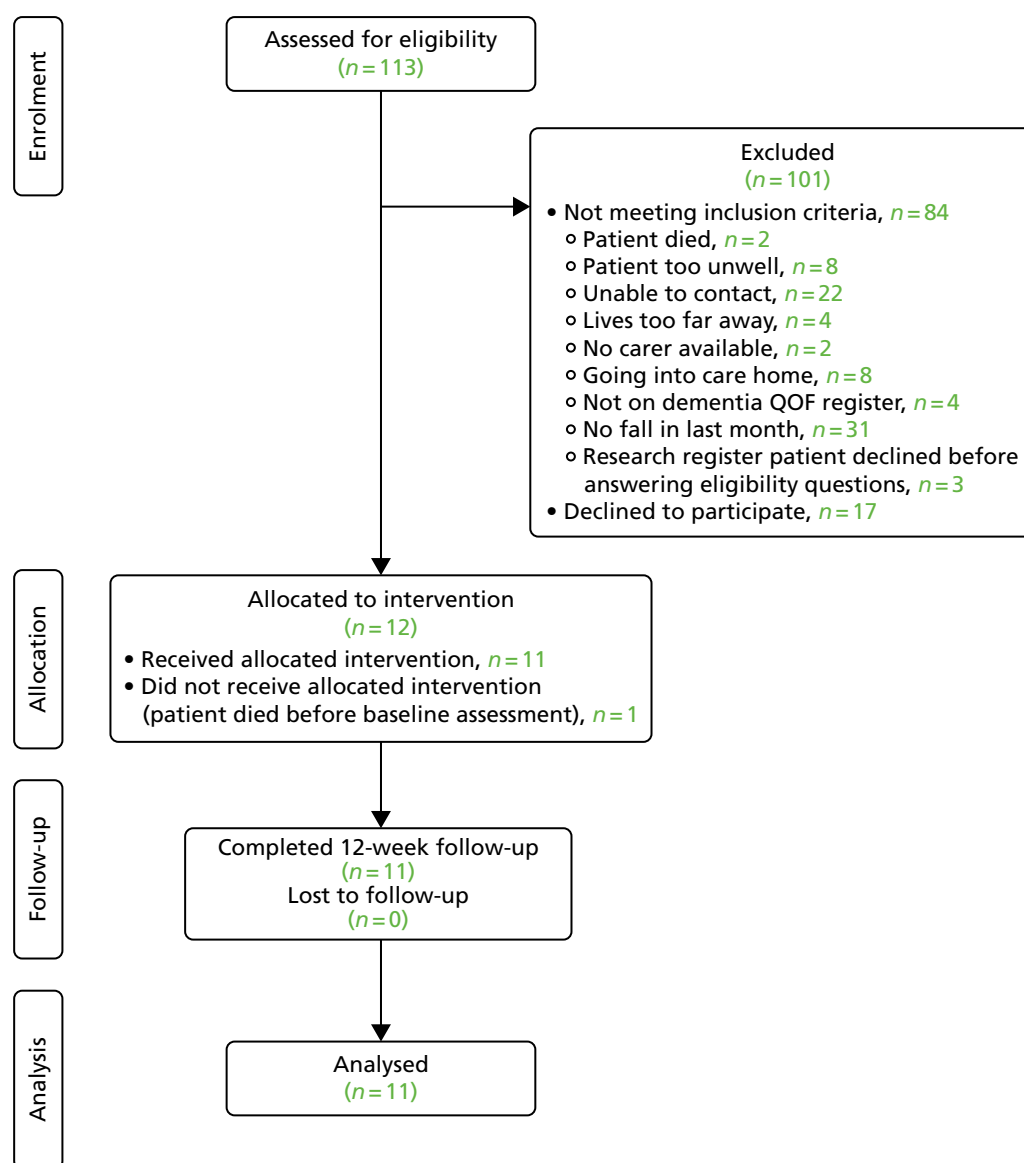 Enrolment
Assessed for eligibility
(n=113)
Excluded
(n=101)
• Not meeting inclusion criteria, n=84
Patient died, n=2
Patient too unwell, n=8
Unable to contact, n=22
Lives too far away, n=4
No carer available, n=2
Going into care home, n=8
Not on dementia QOF register, n=4
No fall in last month, n=31
Research register patient declined before
answering eligibility questions, n=3
• Declined to participate, n=17
Allocation
Allocated to intervention
(n=12)
• Received allocated intervention, n=11
• Did not receive allocated intervention
(patient died before baseline assessment), n=1
Follow-up
Completed 12-week follow-up
(n=11)
Lost to follow-up
(n=0)
Analysis
Analysed
(n=11)